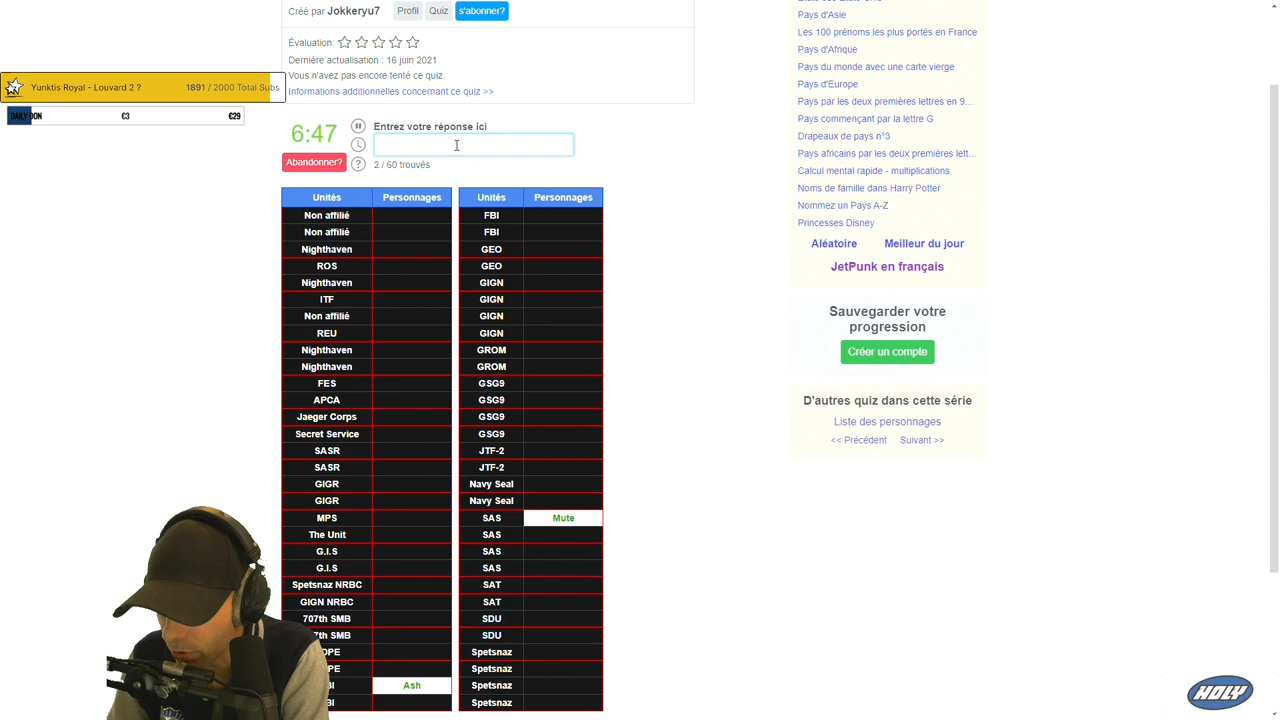 Créé par Jokkeryu7 Profil Quiz s'abonner?
Évaluation:
Dernière actualisation : 16 juin 2021
Vous n'avez pas encore tenté ce quiz.
Informations additionnelles concernant ce quiz >>
Yunktis Royal - Louvard 2 ? 1891 / 2000 Total Subs
DAILY DON €3 €29
6:47
Abandonner?
Entrez votre réponse ici
2 / 60 trouvés
Unités Personnages
Non affilié
Non affilié
Nighthaven
ROS
Nighthaven
ITF
Non affilié
REU
Nighthaven
Nighthaven
FES
APCA
Jaeger Corps
Secret Service
SASR
SASR
GIGR
GIGR
MPS
The Unit
G.I.S
G.I.S
Spetsnaz NRBC
GIGN NRBC
707th SMB
7th SMB
OPE
PE
BI Ash
BI
Unités Personnages
FBI
FBI
GEO
GEO
GIGN
GIGN
GIGN
GIGN
GROM
GROM
GSG9
GSG9
GSG9
GSG9
JTF-2
JTF-2
Navy Seal
Navy Seal
SAS Mute
SAS
SAS
SAS
SAT
SAT
SDU
SDU
Spetsnaz
Spetsnaz
Spetsnaz
Spetsnaz
Pays d'Asie
Les 100 prénoms les plus portés en France
Pays d'Afrique
Pays du monde avec une carte vierge
Pays d'Europe
Pays par les deux premières lettres en 9...
Pays commençant par la lettre G
Drapeaux de pays n°3
Pays africains par les deux premières lett...
Calcul mental rapide - multiplications
Noms de famille dans Harry Potter
Nommez un Pays A-Z
Princesses Disney
Aléatoire Meilleur du jour
JetPunk en français
Sauvegarder votre
progression
Créer un compte
D'autres quiz dans cette série
Liste des personnages
<< Précédent Suivant >>
HOLY